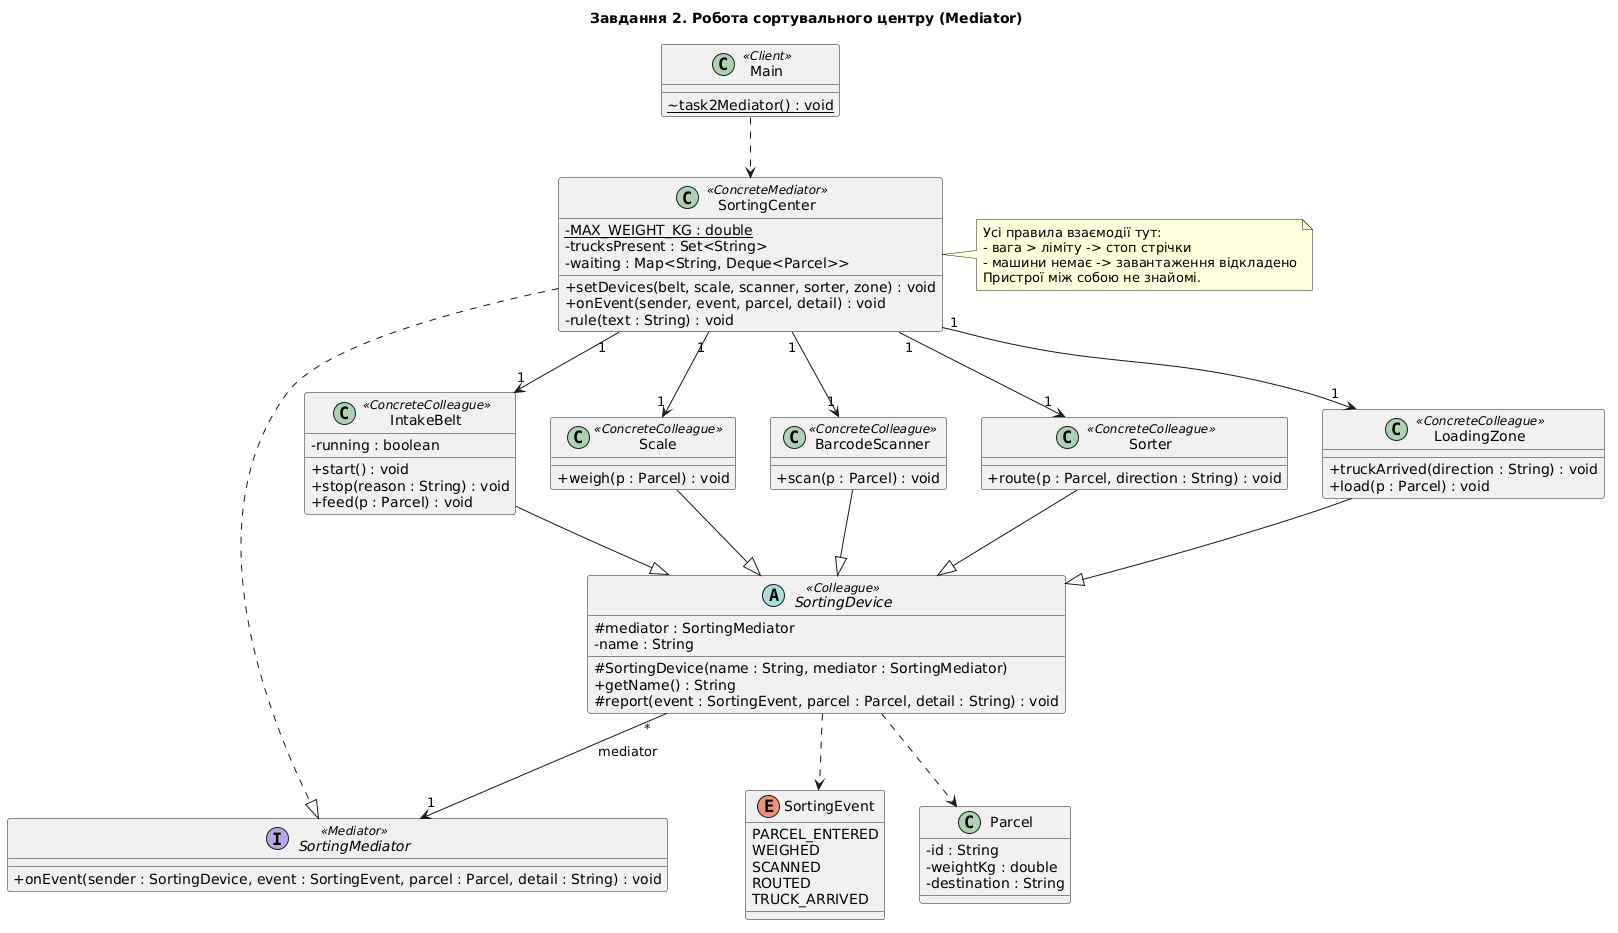 Завдання 2. Робота сортувального центру (Mediator)
C
«Client»
Main
~task2Mediator() : void
C
«ConcreteMediator»
SortingCenter
-MAX_WEIGHT_KG : double
-trucksPresent : Set<String>
-waiting : Map<String, Deque<Parcel>>
+setDevices(belt, scale, scanner, sorter, zone) : void
+onEvent(sender, event, parcel, detail) : void
-rule(text : String) : void
Усі правила взаємодії тут:
- вага > ліміту -> стоп стрічки
- машини немає -> завантаження відкладено
Пристрої між собою не знайомі.
1
1
1
1
1
1
1
1
1
1
C
«ConcreteColleague»
IntakeBelt
-running : boolean
+start() : void
+stop(reason : String) : void
+feed(p : Parcel) : void
C
«ConcreteColleague»
Scale
+weigh(p : Parcel) : void
C
«ConcreteColleague»
BarcodeScanner
+scan(p : Parcel) : void
C
«ConcreteColleague»
Sorter
+route(p : Parcel, direction : String) : void
C
«ConcreteColleague»
LoadingZone
+truckArrived(direction : String) : void
+load(p : Parcel) : void
A
«Colleague»
SortingDevice
#mediator : SortingMediator
-name : String
#SortingDevice(name : String, mediator : SortingMediator)
+getName() : String
#report(event : SortingEvent, parcel : Parcel, detail : String) : void
*
mediator
1
I
«Mediator»
SortingMediator
+onEvent(sender : SortingDevice, event : SortingEvent, parcel : Parcel, detail : String) : void
E
SortingEvent
PARCEL_ENTERED
WEIGHED
SCANNED
ROUTED
TRUCK_ARRIVED
C
Parcel
-id : String
-weightKg : double
-destination : String